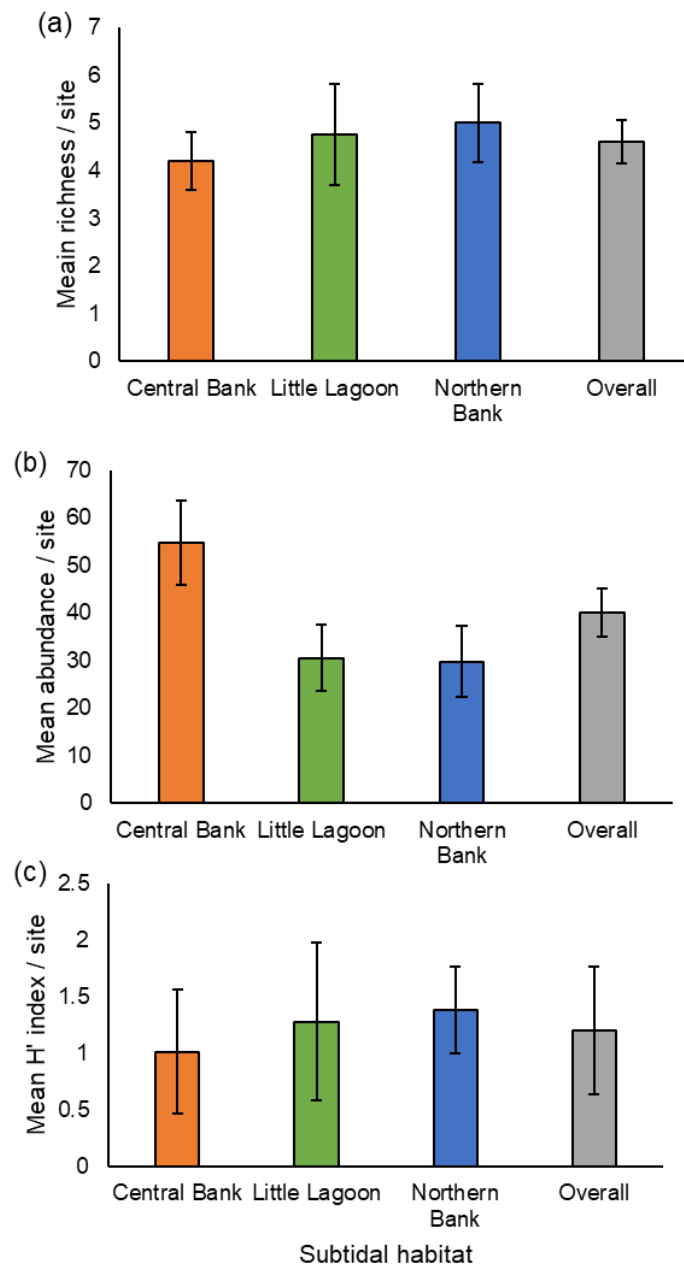 (a)
Meain richness / site
7
6
5
4
3
2
1
0
Central Bank
Little Lagoon
Northern
Bank
Overall
(b)
Mean abundance / site
70
60
50
40
30
20
10
0
Central Bank
Little Lagoon
Northern
Bank
Overall
(c)
Mean H' index / site
2.5
2
1.5
1
0.5
0
Central Bank
Little Lagoon
Northern
Bank
Overall
Subtidal habitat